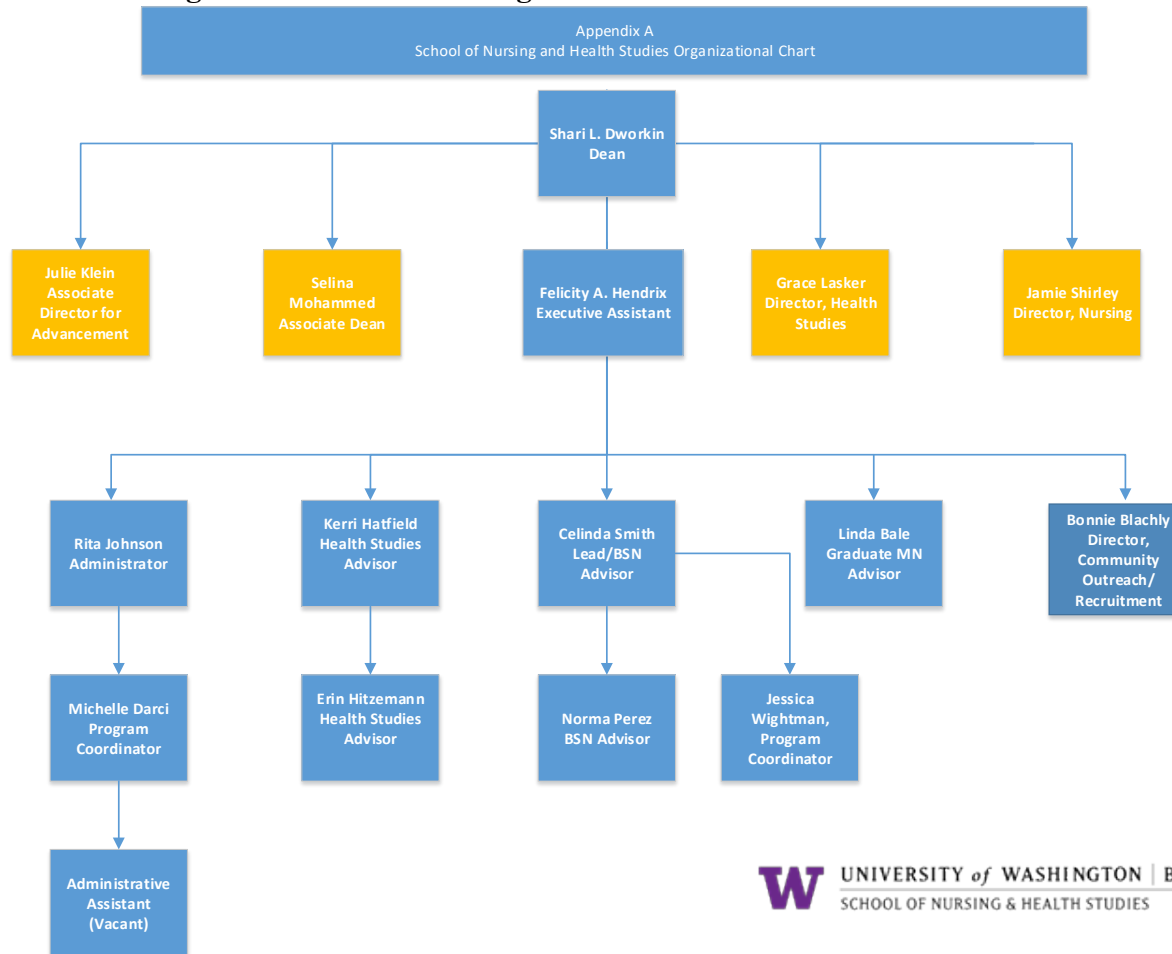 Appendix A
School of Nursing and Health Studies Organizational Chart
Shari L. Dworkin
Dean
Julie Klein
Associate
Director for
Advancement
Selina
Mohammed
Associate Dean
Felicity A. Hendrix
Executive Assistant
Grace Lasker
Director, Health
Studies
Jamie Shirley
Director, Nursing
Rita Johnson
Administrator
Kerri Hatfield
Health Studies
Advisor
Celinda Smith
Lead/BSN
Advisor
Linda Bale
Graduate MN
Advisor
Bonnie Blachly
Director,
Community
Outreach/
Recruitment
Michelle Darci
Program
Coordinator
Erin Hitzemann
Health Studies
Advisor
Norma Perez
BSN Advisor
Jessica
Wightman,
Program
Coordinator
Administrative
Assistant
(Vacant)
W
UNIVERSITY of WASHINGTON | B
SCHOOL OF NURSING & HEALTH STUDIES